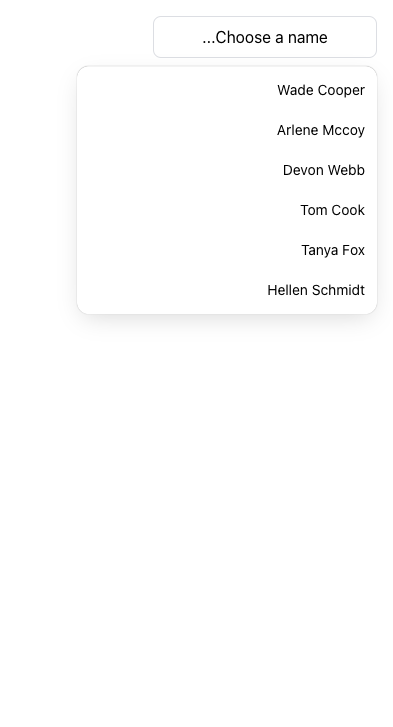 ...Choose a name
Wade Cooper
Arlene Mccoy
Devon Webb
Tom Cook
Tanya Fox
Hellen Schmidt